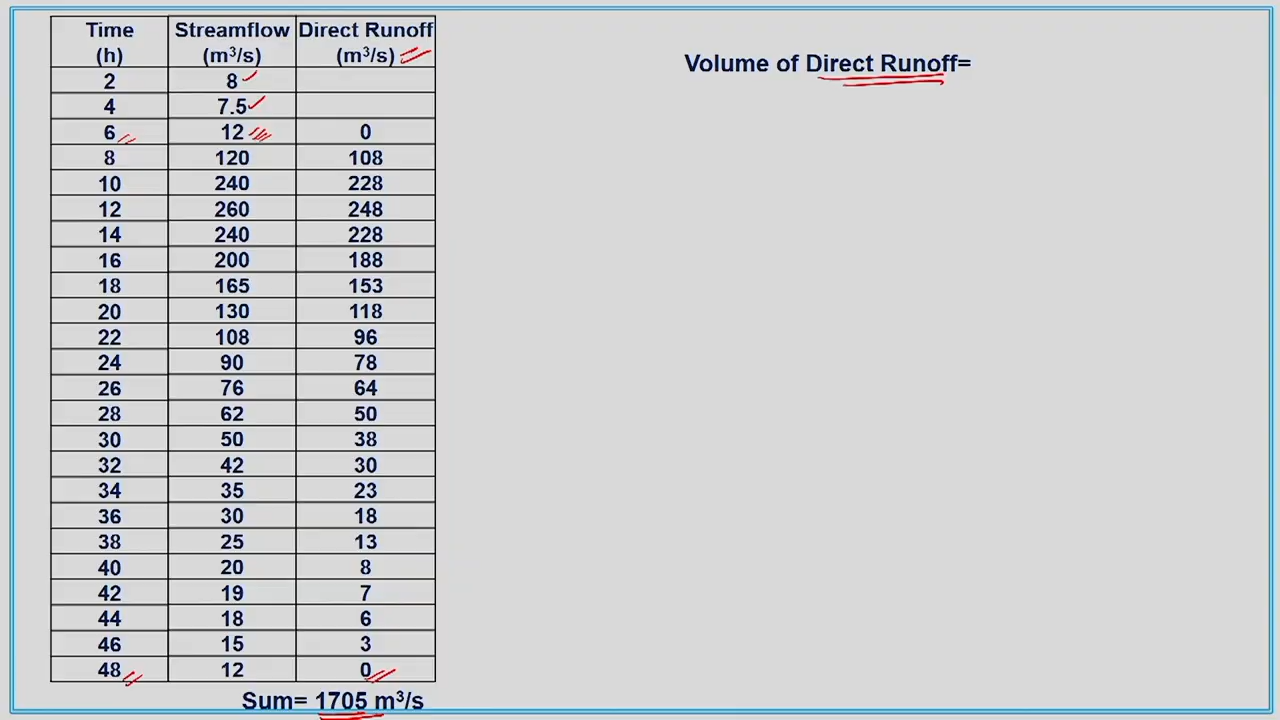 Time (h) Streamflow (m³/s) Direct Runoff (m³/s)
2 8
4 7.5
6 12 0
8 120 108
10 240 228
12 260 248
14 240 228
16 200 188
18 165 153
20 130 118
22 108 96
24 90 78
26 76 64
28 62 50
30 50 38
32 42 30
34 35 23
36 30 18
38 25 13
40 20 8
42 19 7
44 18 6
46 15 3
48 12 0
Sum= 1705 m³/s
Volume of Direct Runoff=